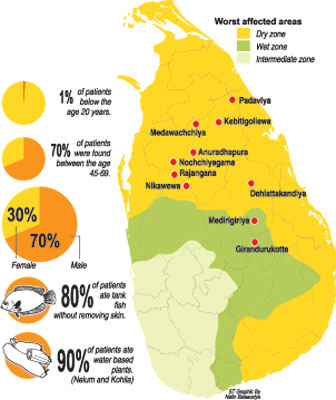 Worst affected areas
Dry zone
Wet zone
Intermediate zone
1% of patients
below the
age 20 years.
70% of patients
were found
between the age
45-69.
30%
70%
Female
Male
80% of patients
ate tank
fish
without removing skin.
90% of patients ate
water based
plants.
(Nelum and Kohila)
Padaviya
Kebitigollewa
Medawachchiya
Anuradhapura
Nochchiyagama
Rajangana
Nikawewa
Dehiattakandiya
Medirigiriya
Girandurukotte
ST Graphic By
Nalin Balasuriya